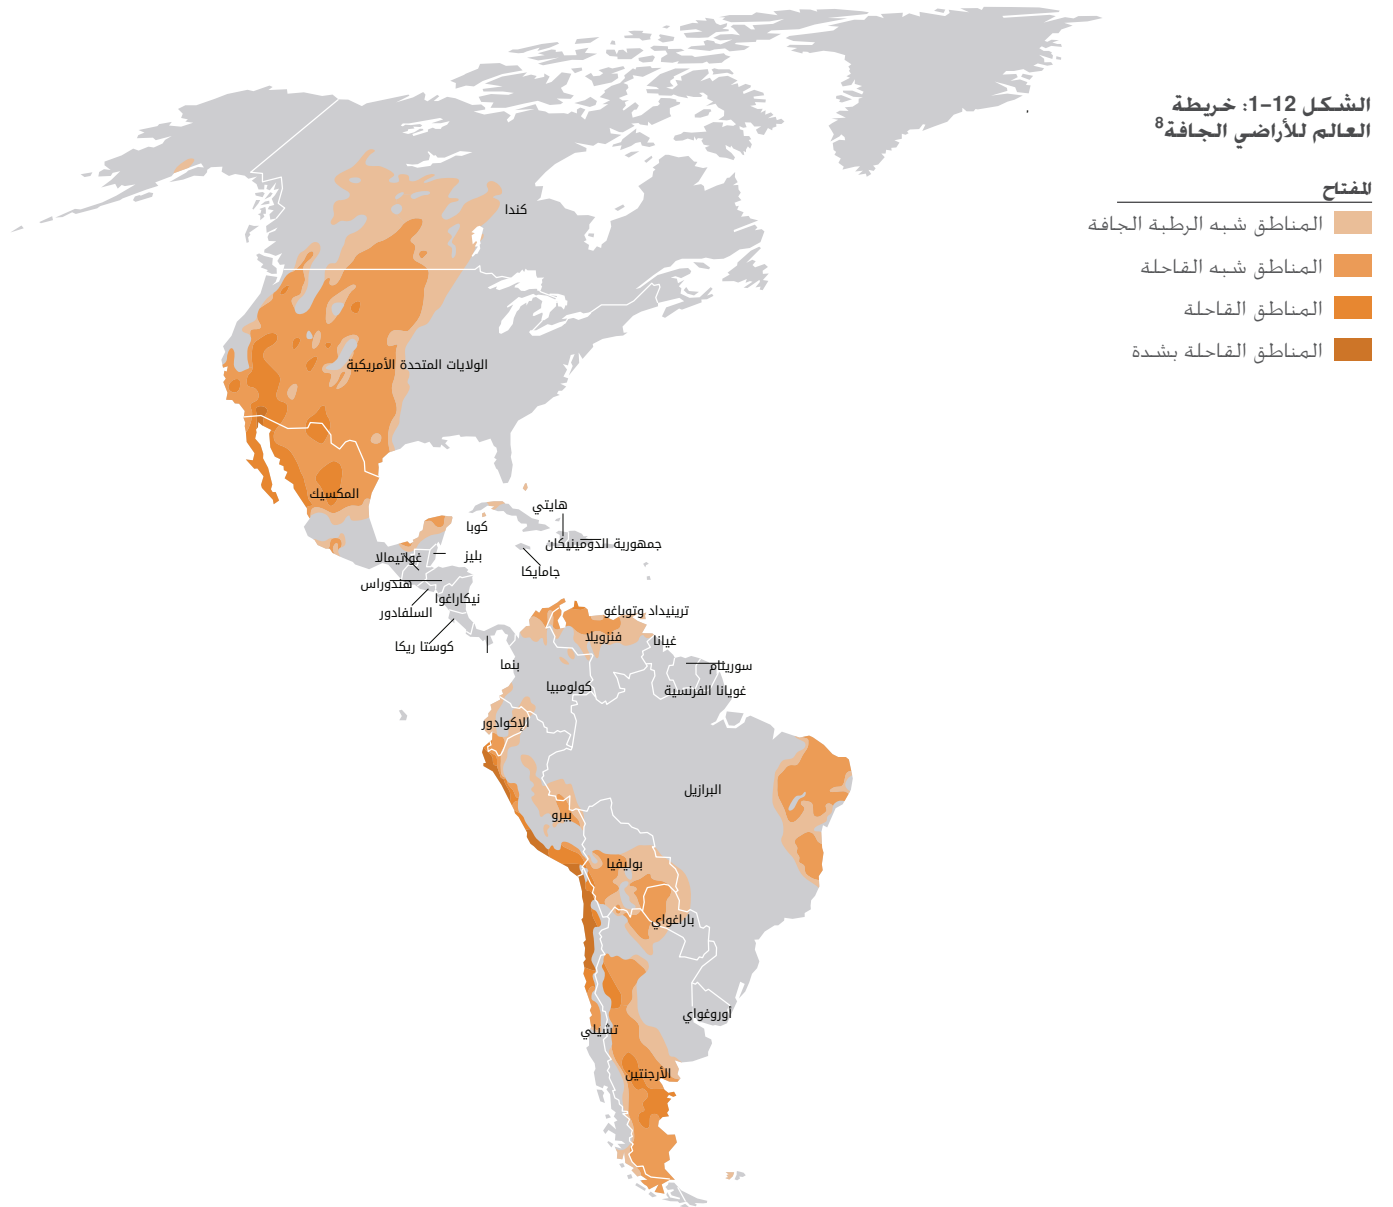 الشكل 12–1: خريطة
العالم للأراضي الجافة8
المفتاح
المناطق شبه الرطبة الجافة
المناطق شبه القاحلة
المناطق القاحلة
المناطق القاحلة بشدة
كندا
الولايات المتحدة الأمريكية
المكسيك
هايتي
كوبا
جمهورية الدومينيكان
بليز
غواتيمالا
جامايكا
هندوراس
نيكاراغوا
السلفادور
ترينيداد وتوباغو
فنزويلا
غيانا
كوستا ريكا
بنما
سورينام
كولومبيا
غويانا الفرنسية
الإكوادور
البرازيل
بيرو
بوليفيا
باراغواي
أوروغواي
تشيلي
الأرجنتين